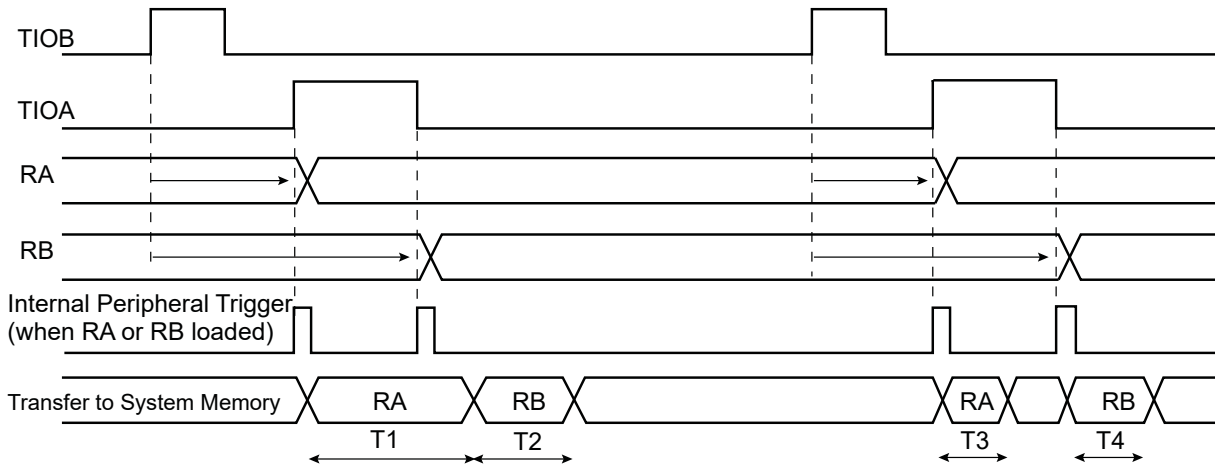 TIOB
TIOA
RA
RB
Internal Peripheral Trigger
(when RA or RB loaded)
Transfer to System Memory
RA
RB
RA
RB
T1
T2
T3
T4